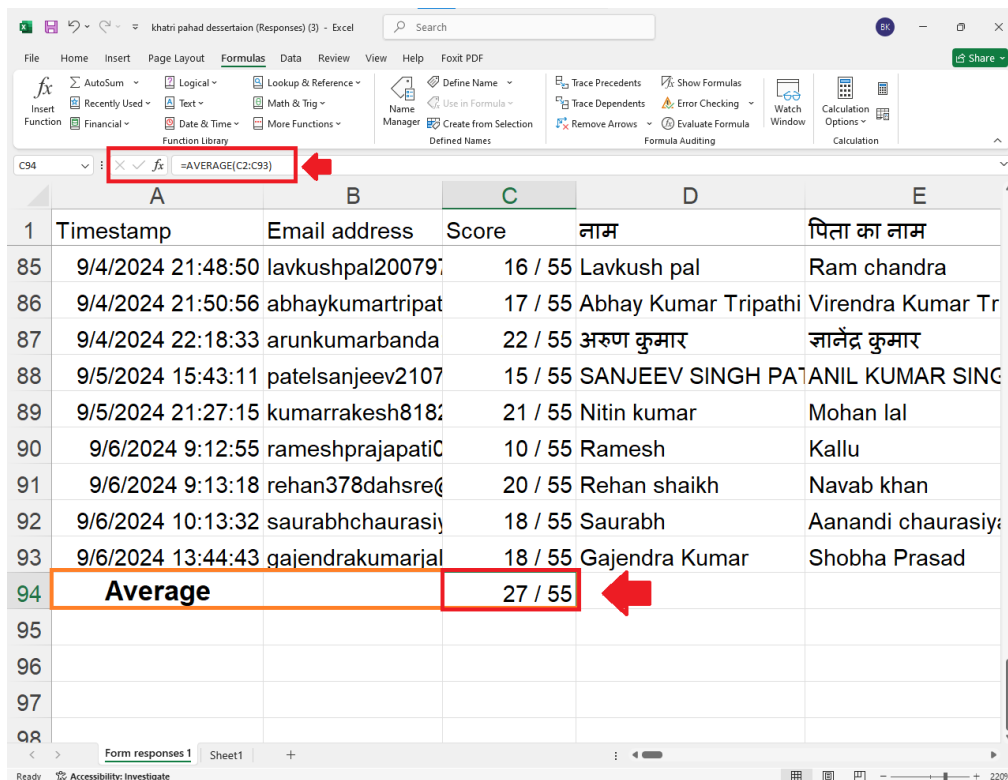 khatri pahad dessertaion (Responses) (3) - Excel
Search
BK
File Home Insert Page Layout Formulas Data Review View Help Foxit PDF
Share
fx Insert Function
AutoSum
Recently Used
Financial
Logical
Text
Date & Time
Lookup & Reference
Math & Trig
More Functions
Function Library
Name Manager
Define Name
Use in Formula
Create from Selection
Defined Names
Trace Precedents
Trace Dependents
Remove Arrows
Show Formulas
Error Checking
Evaluate Formula
Formula Auditing
Watch Window
Calculation Options
Calculation
C94 fx =AVERAGE(C2:C93)
A B C D E
1 Timestamp Email address Score नाम पिता का नाम
85 9/4/2024 21:48:50 lavkushpal200797 16 / 55 Lavkush pal Ram chandra
86 9/4/2024 21:50:56 abhaykumartripat 17 / 55 Abhay Kumar Tripathi Virendra Kumar Tr
87 9/4/2024 22:18:33 arunkumarbanda 22 / 55 अरुण कुमार ज्ञानेंद्र कुमार
88 9/5/2024 15:43:11 patelsanjeev2107 15 / 55 SANJEEV SINGH PAT ANIL KUMAR SING
89 9/5/2024 21:27:15 kumarrakesh8182 21 / 55 Nitin kumar Mohan lal
90 9/6/2024 9:12:55 rameshprajapati0 10 / 55 Ramesh Kallu
91 9/6/2024 9:13:18 rehan378dahsre@ 20 / 55 Rehan shaikh Navab khan
92 9/6/2024 10:13:32 saurabhchaurasiy 18 / 55 Saurabh Aanandi chaurasiya
93 9/6/2024 13:44:43 gajendrakumarjal 18 / 55 Gajendra Kumar Shobha Prasad
94 Average 27 / 55
95
96
97
98
Form responses 1 Sheet1
Ready Accessibility: Investigate